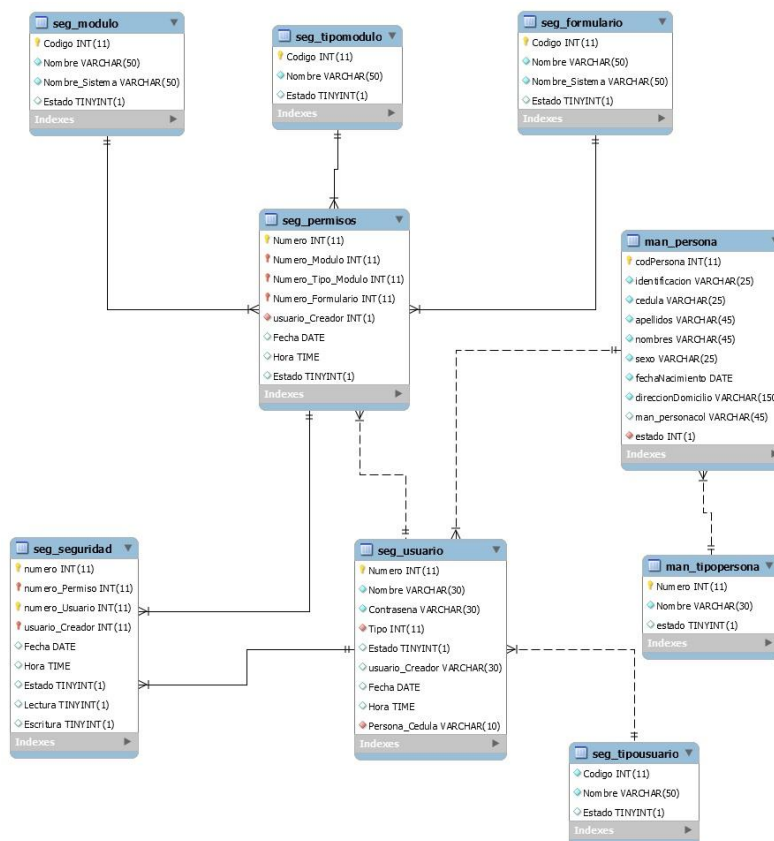 seg_modulo
Codigo INT(11)
Nombre VARCHAR(50)
Nombre_Sistema VARCHAR(50)
Estado TINYINT(1)
Indexes
seg_tipomodulo
Codigo INT(11)
Nombre VARCHAR(50)
Estado TINYINT(1)
Indexes
seg_formulario
Codigo INT(11)
Nombre VARCHAR(50)
Nombre_Sistema VARCHAR(50)
Estado TINYINT(1)
Indexes
seg_permisos
Numero INT(11)
Numero_Modulo INT(11)
Numero_Tipo_Modulo INT(11)
Numero_Formulario INT(11)
usuario_Creador INT(1)
Fecha DATE
Hora TIME
Estado TINYINT(1)
Indexes
man_persona
codPersona INT(11)
identificacion VARCHAR(25)
cedula VARCHAR(25)
apellidos VARCHAR(45)
nombres VARCHAR(45)
sexo VARCHAR(25)
fechaNacimiento DATE
direccionDomicilio VARCHAR(150
man_personacol VARCHAR(45)
estado INT(1)
Indexes
seg_seguridad
numero INT(11)
numero_Permiso INT(11)
numero_Usuario INT(11)
usuario_Creador INT(11)
Fecha DATE
Hora TIME
Estado TINYINT(1)
Lectura TINYINT(1)
Escritura TINYINT(1)
Indexes
seg_usuario
Numero INT(11)
Nombre VARCHAR(30)
Contrasena VARCHAR(30)
Tipo INT(11)
Estado TINYINT(1)
usuario_Creador VARCHAR(30)
Fecha DATE
Hora TIME
Persona_Cedula VARCHAR(10)
Indexes
man_tipopersona
Numero INT(11)
Nombre VARCHAR(30)
estado TINYINT(1)
Indexes
seg_tipousuario
Codigo INT(11)
Nombre VARCHAR(50)
Estado TINYINT(1)
Indexes